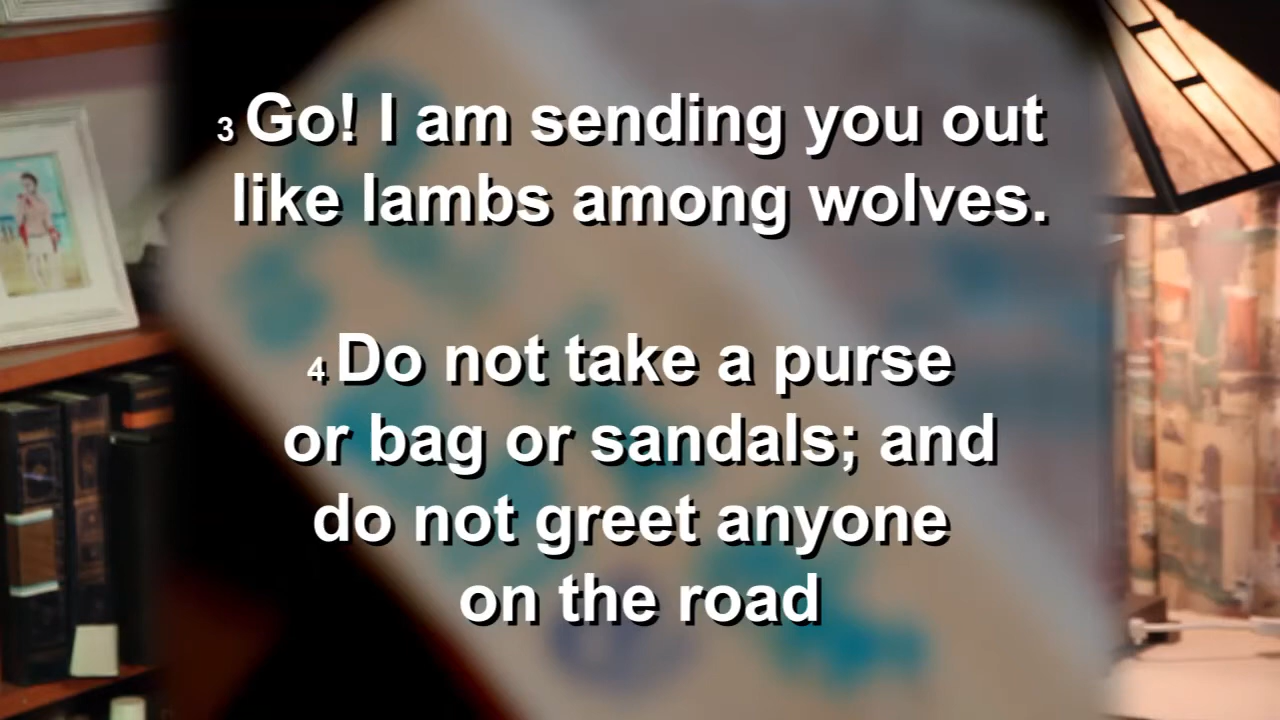 3 Go! I am sending you out
like lambs among wolves.
4 Do not take a purse
or bag or sandals; and
do not greet anyone
on the road